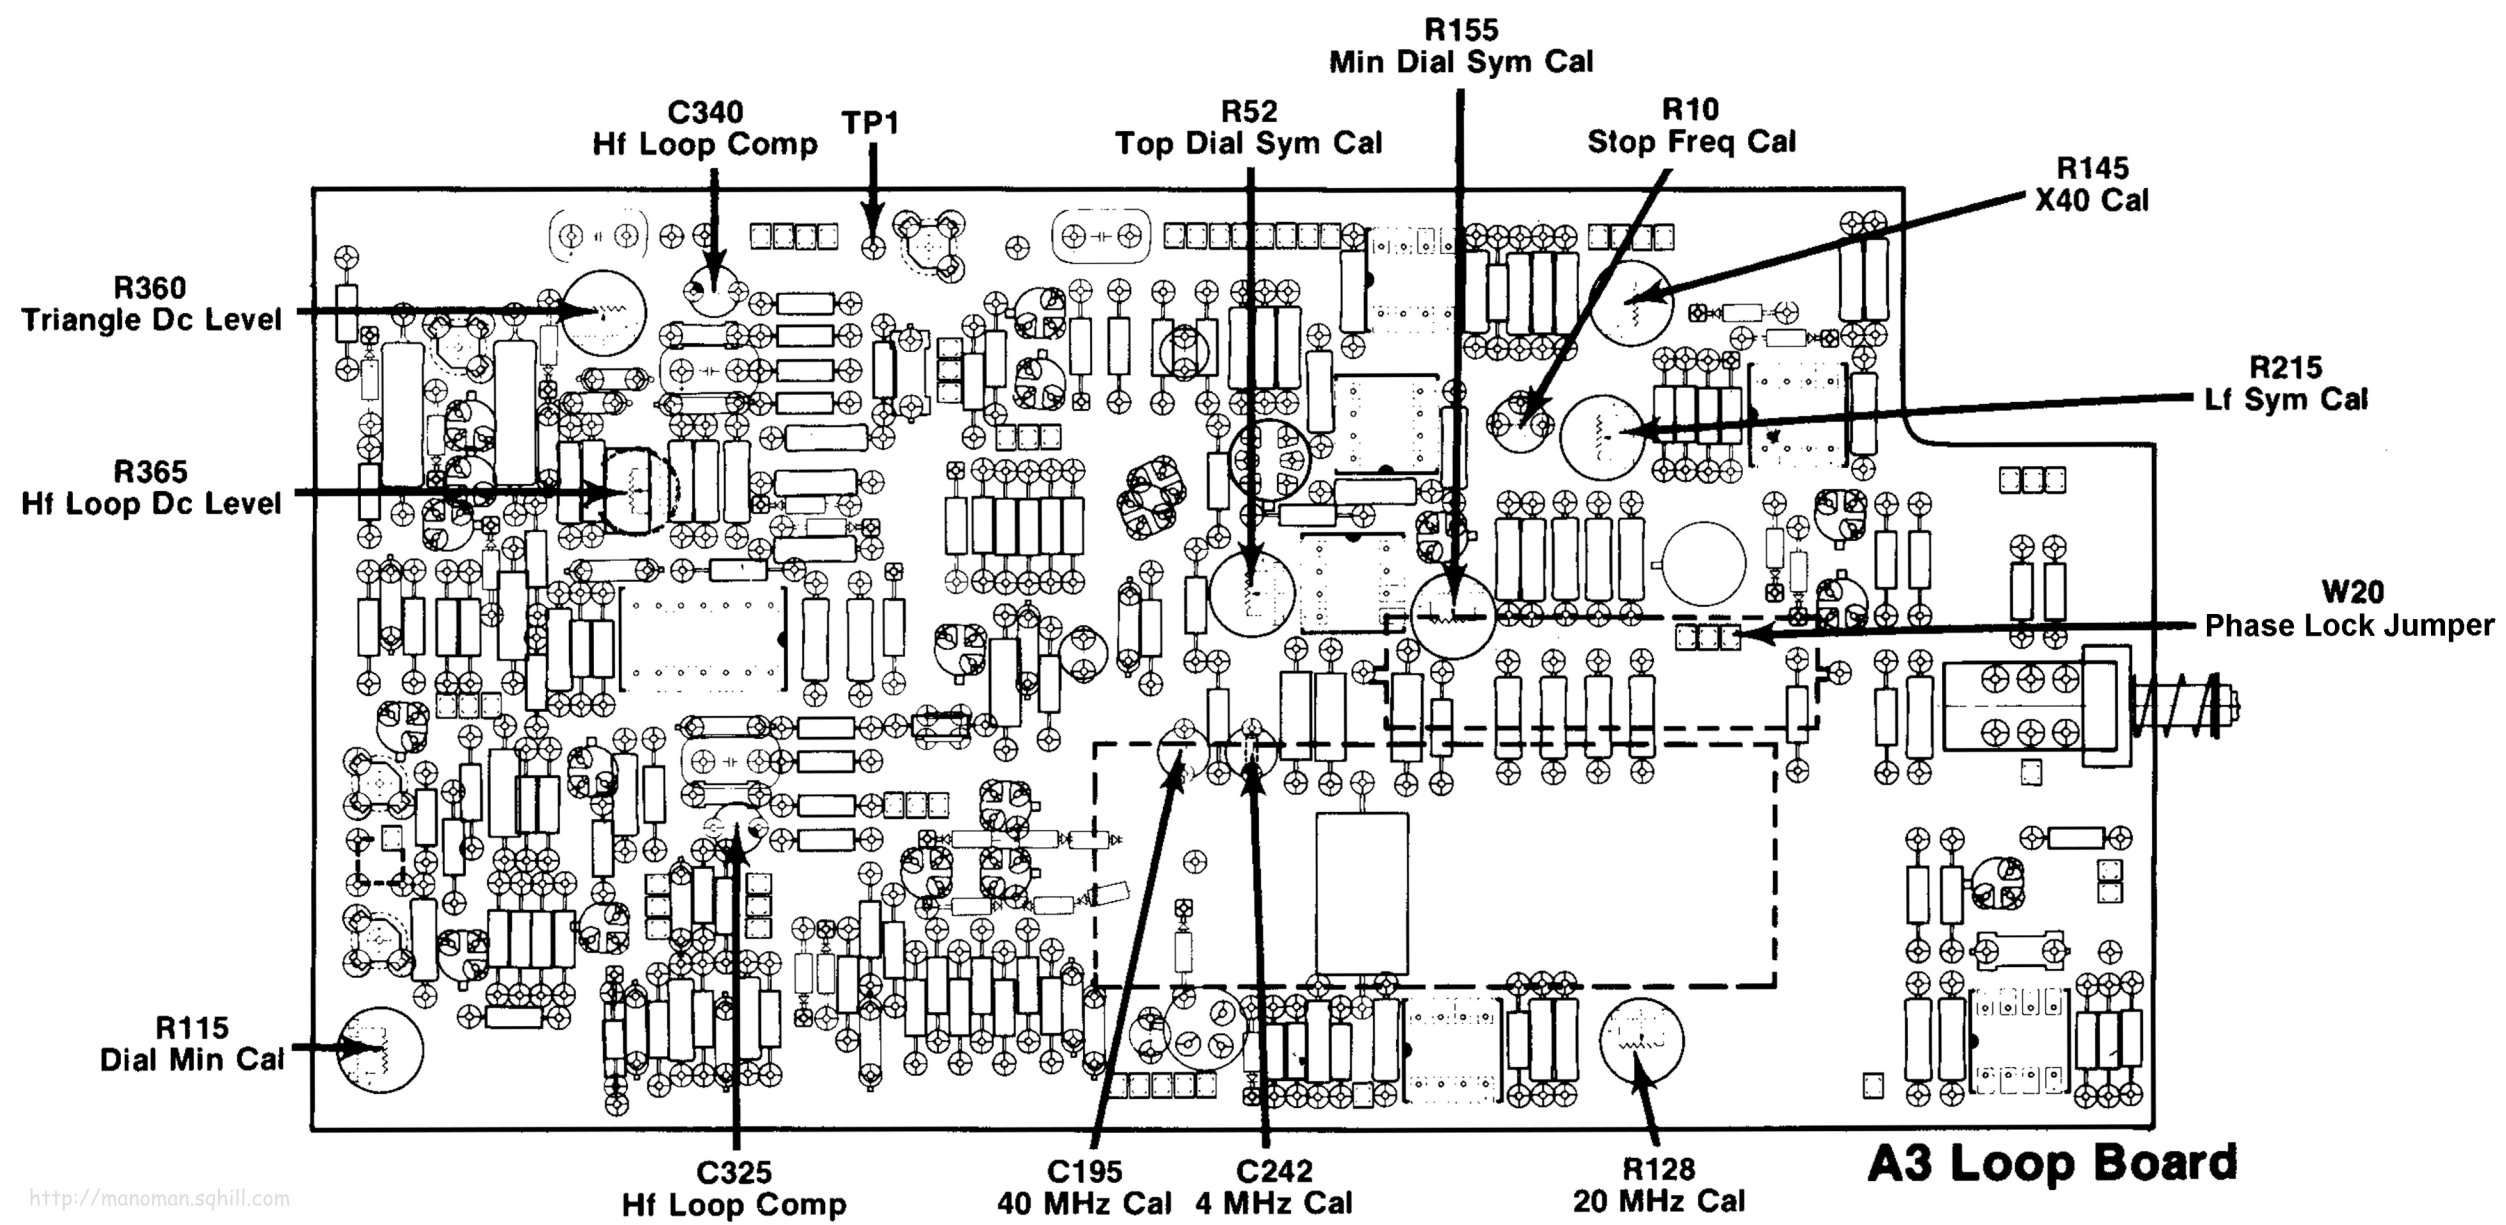 R155
Min Dial Sym Cal
C340
Hf Loop Comp
TP1
R52
Top Dial Sym Cal
R10
Stop Freq Cal
R145
X40 Cal
R360
Triangle Dc Level
R215
Lf Sym Cal
R365
Hf Loop Dc Level
W20
Phase Lock Jumper
R115
Dial Min Cal
C325
Hf Loop Comp
C195
40 MHz Cal
C242
4 MHz Cal
R128
20 MHz Cal
A3 Loop Board
http://manoman.sqhill.com